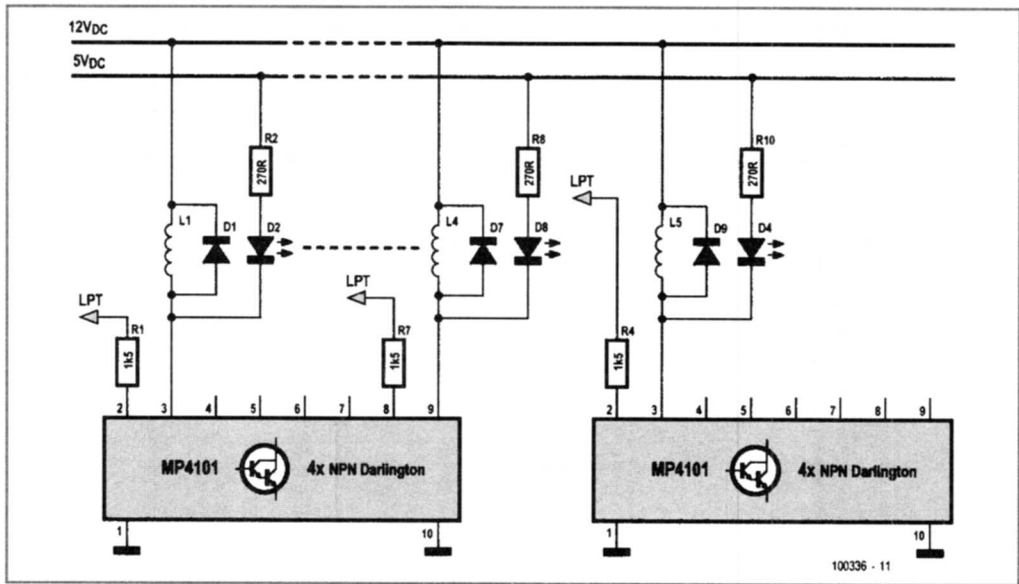 12VDC
5VDC
R2
270R
R8
270R
R10
270R
LPT
L1
D1
D2
L4
D7
D8
L5
D9
D4
LPT
R1
1k5
LPT
R7
1k5
R4
1k5
2 3 4 5 6 7 8 9
2 3 4 5 6 7 8 9
MP4101 4x NPN Darlington
MP4101 4x NPN Darlington
1 10
1 10
100336 - 11